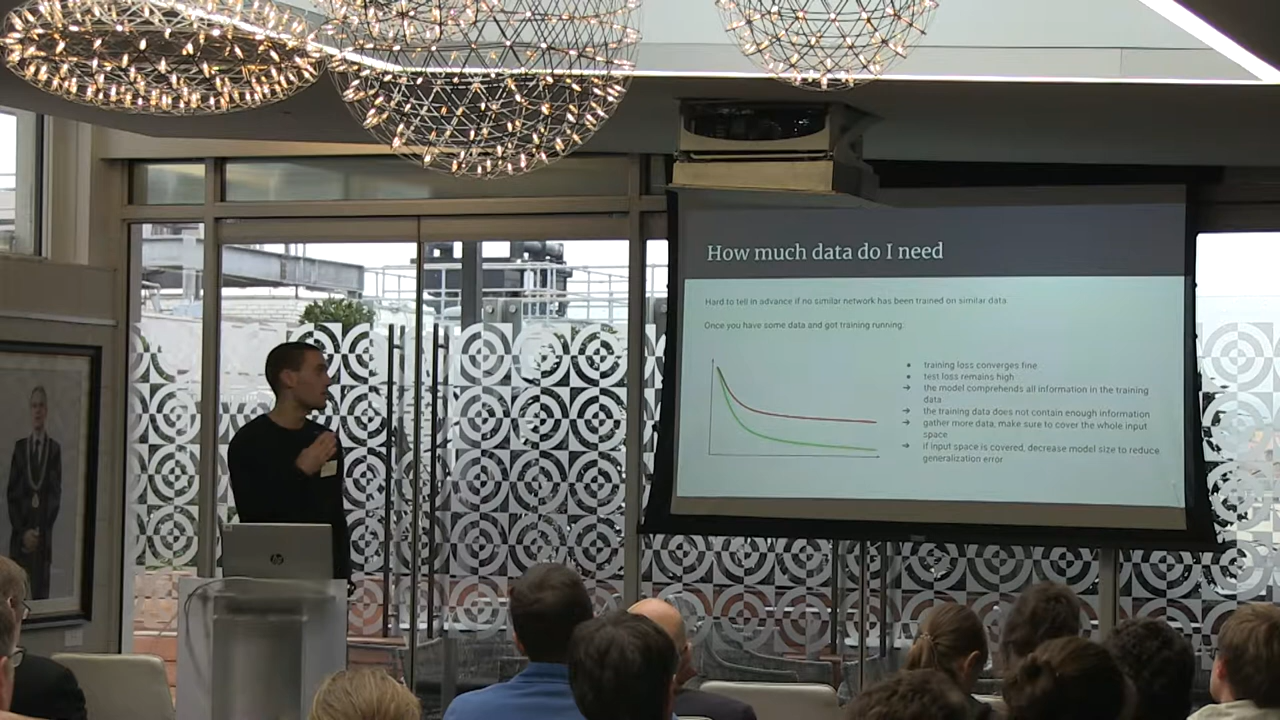 How much data do I need
Hard to tell in advance if no similar network has been trained on similar data
Once you have some data and got training running:
• training loss converges fine
• test loss remains high
→ the model comprehends all information in the training
data
→ the training data does not contain enough information
→ gather more data, make sure to cover the whole input
space
→ if input space is covered, decrease model size to reduce
generalization error
hp